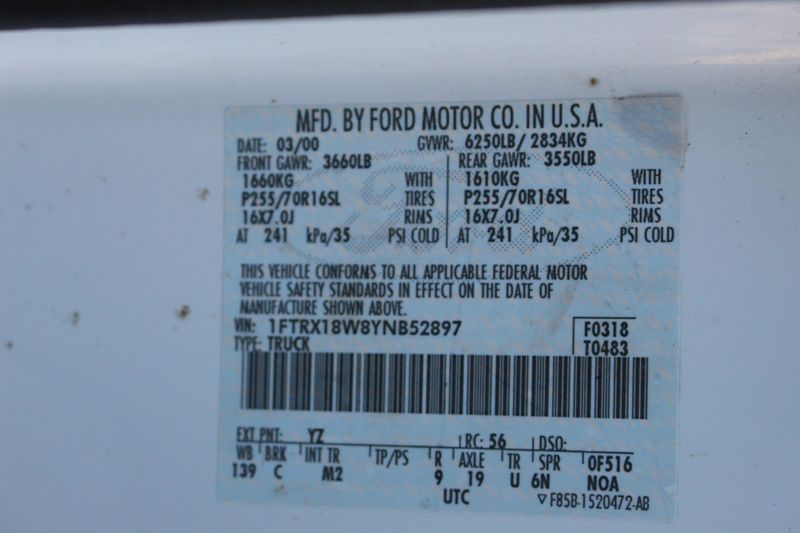 MFD. BY FORD MOTOR CO. IN U.S.A.
DATE: 03/00 GVWR: 6250LB/ 2834KG
FRONT GAWR: 3660LB REAR GAWR: 3550LB
1660KG WITH 1610KG WITH
P255/70R16SL TIRES P255/70R16SL TIRES
16X7.0J RIMS 16X7.0J RIMS
AT 241 kPa/35 PSI COLD AT 241 kPa/35 PSI COLD
THIS VEHICLE CONFORMS TO ALL APPLICABLE FEDERAL MOTOR
VEHICLE SAFETY STANDARDS IN EFFECT ON THE DATE OF
MANUFACTURE SHOWN ABOVE.
VIN: 1FTRX18W8YNB52897 F0318
TYPE: TRUCK T0483
EXT PNT: YZ RC: 56 DSO:
WB BRK INT TR TP/PS R AXLE TR SPR 0F516
139 C M2 9 19 U 6N NOA
UTC ▽F85B-1520472-AB